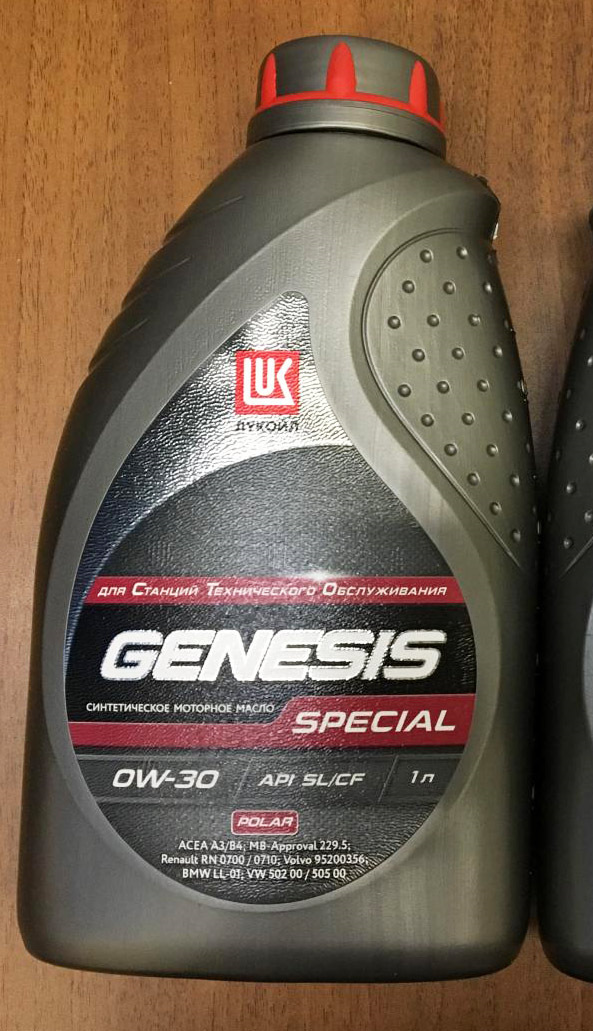 LUK
ЛУКОЙЛ
для Станций Технического Обслуживания
GENESIS
СИНТЕТИЧЕСКОЕ МОТОРНОЕ МАСЛО
SPECIAL
0W-30 / API SL/CF / 1 л
POLAR
ACEA A3/B4; MB-Approval 229.5;
Renault RN 0700 / 0710; Volvo 95200356;
BMW LL-01; VW 502 00 / 505 00